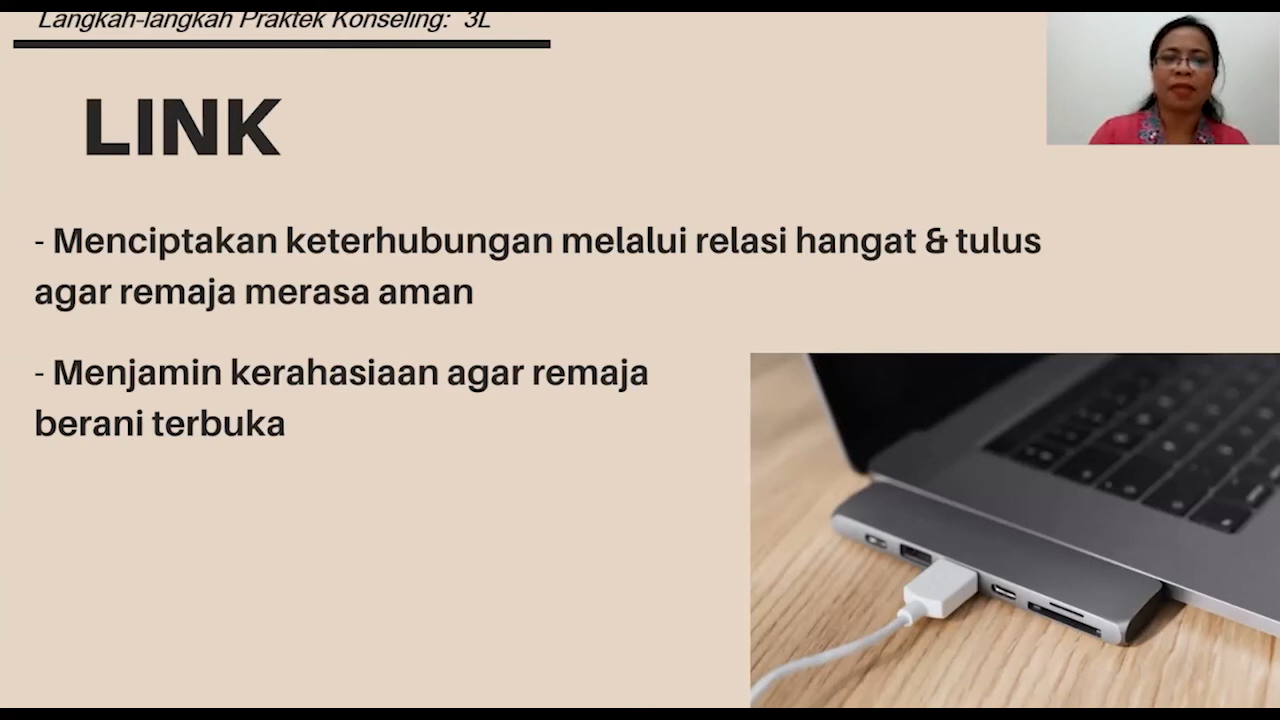 Langkah-langkah Praktek Konseling: 3L
LINK
- Menciptakan keterhubungan melalui relasi hangat & tulus
agar remaja merasa aman
- Menjamin kerahasiaan agar remaja
berani terbuka